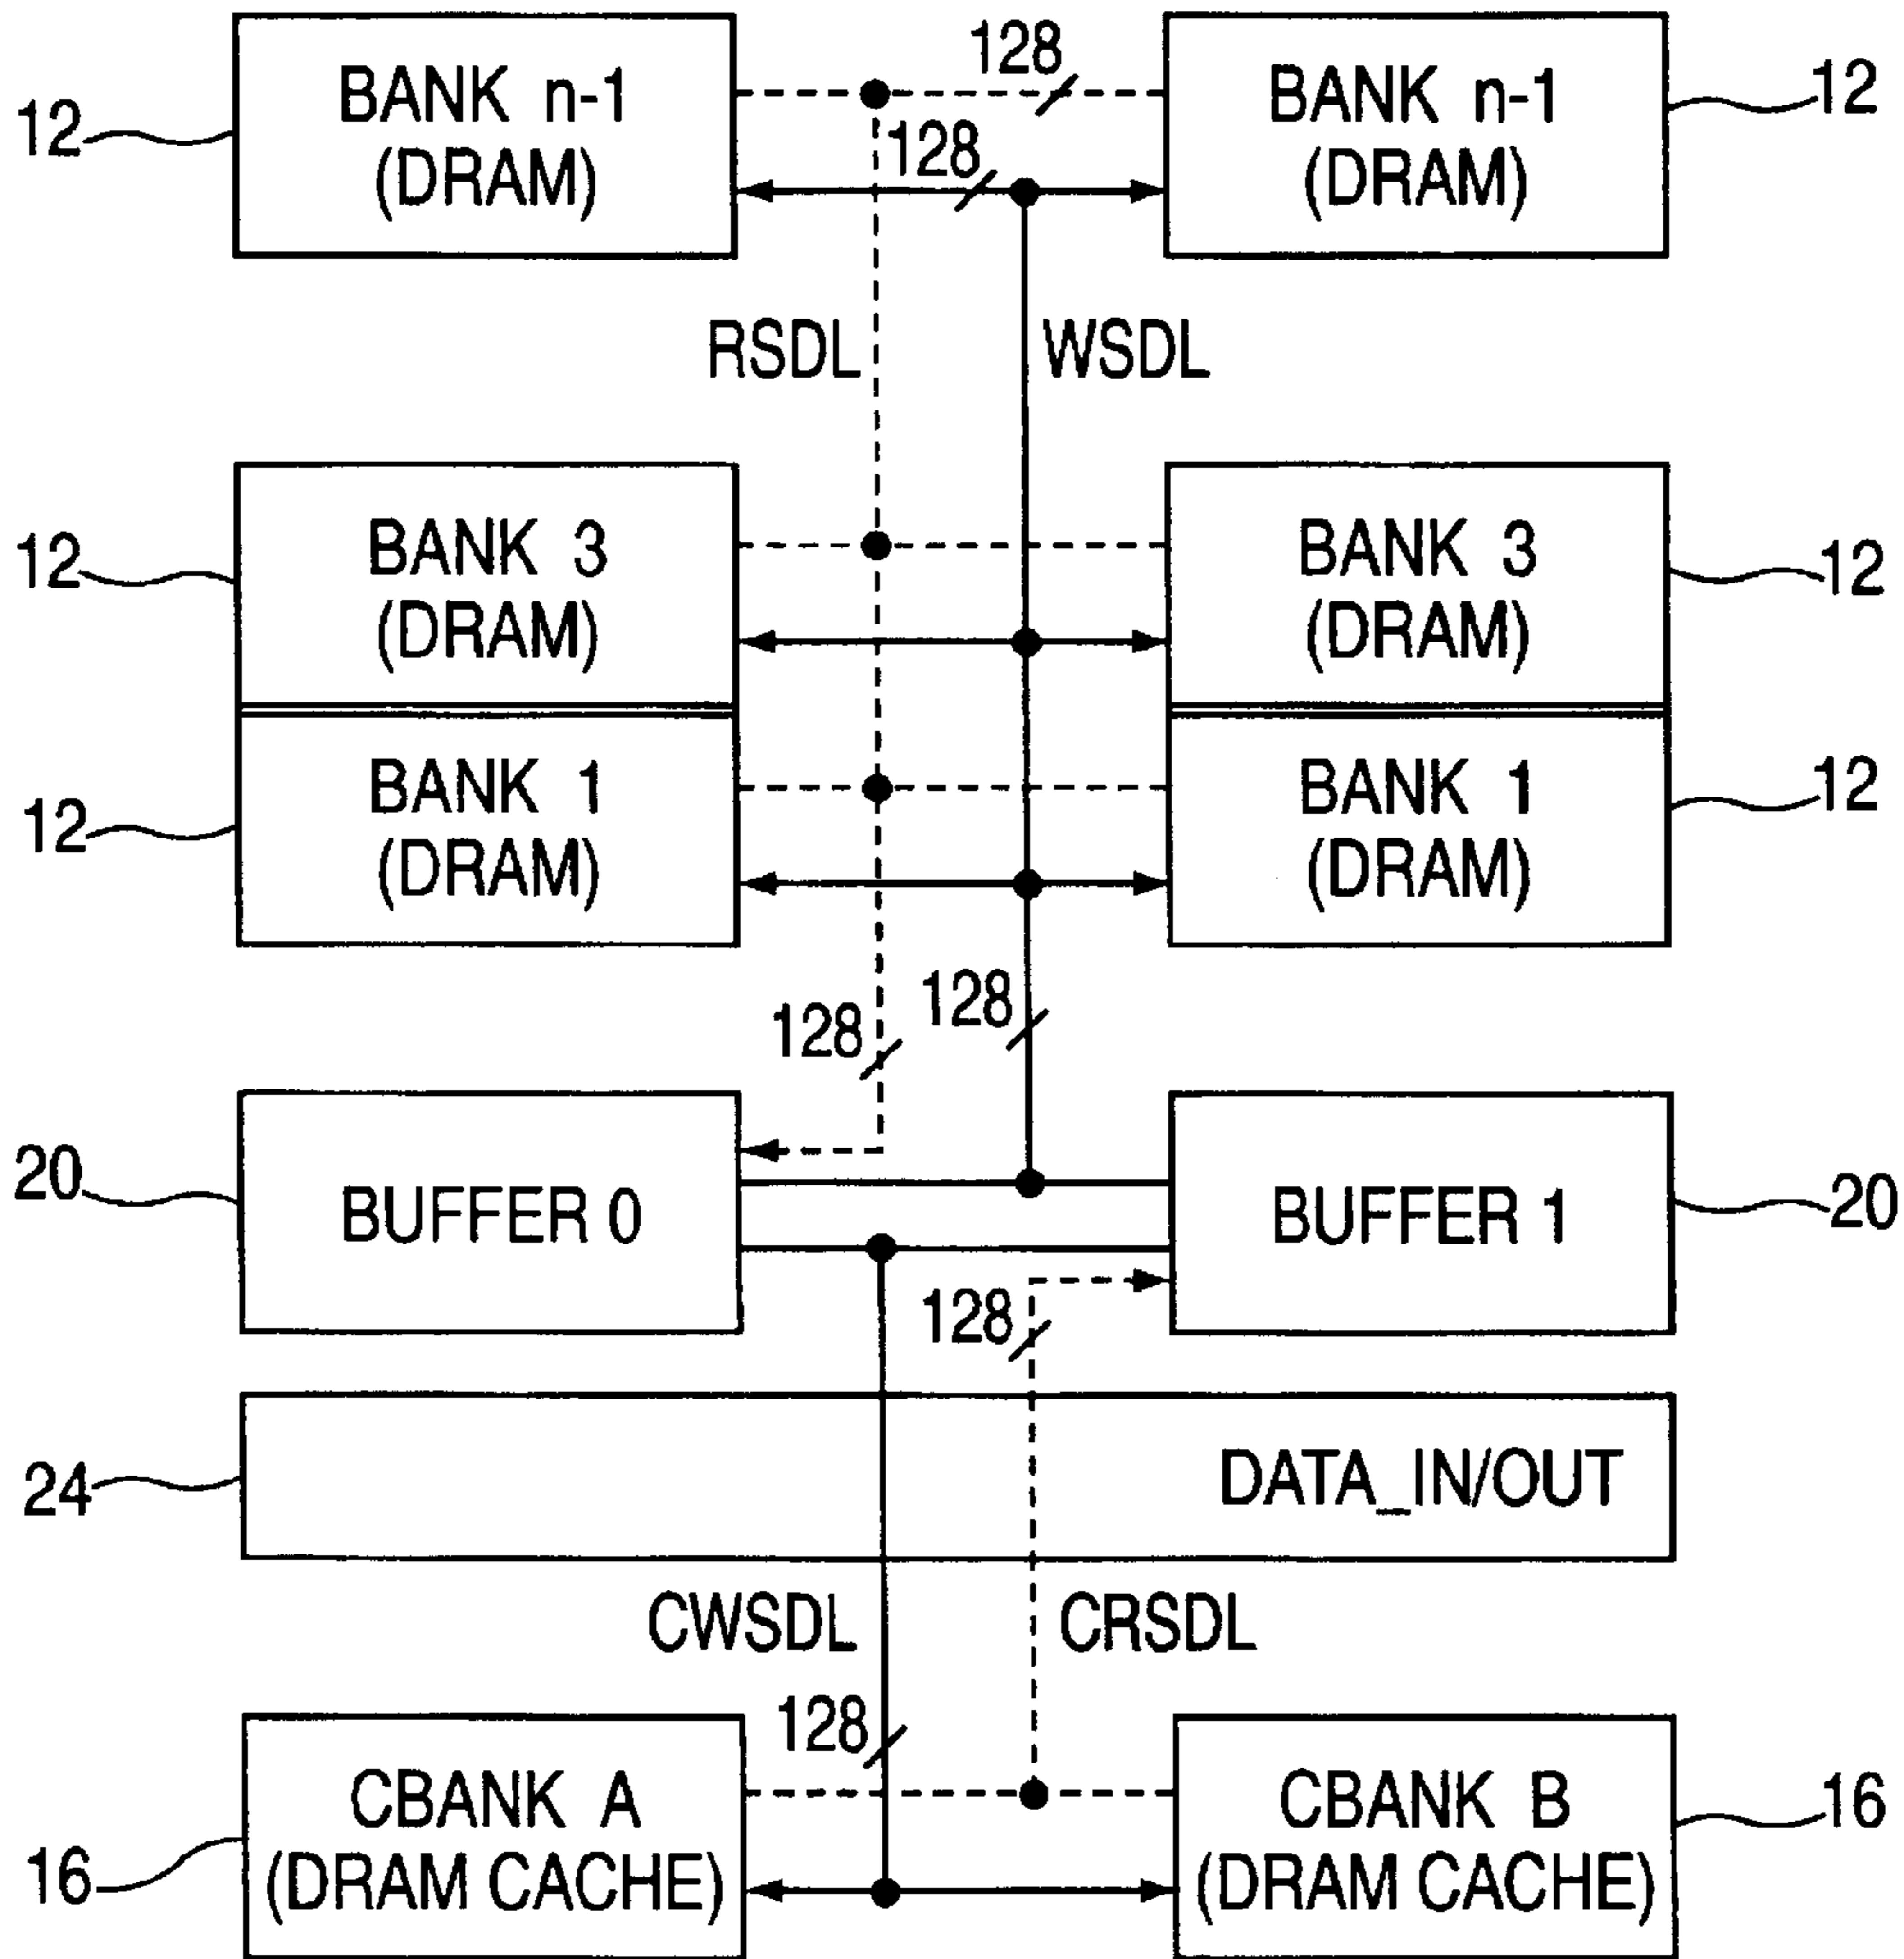 128
12
BANK n-1
(DRAM)
128
BANK n-1
(DRAM)
12
RSDL
WSDL
12
BANK 3
(DRAM)
BANK 3
(DRAM)
12
12
BANK 1
(DRAM)
BANK 1
(DRAM)
12
128
128
20
BUFFER 0
BUFFER 1
20
128
24
DATA_IN/OUT
CWSDL
CRSDL
128
16
CBANK A
(DRAM CACHE)
CBANK B
(DRAM CACHE)
16